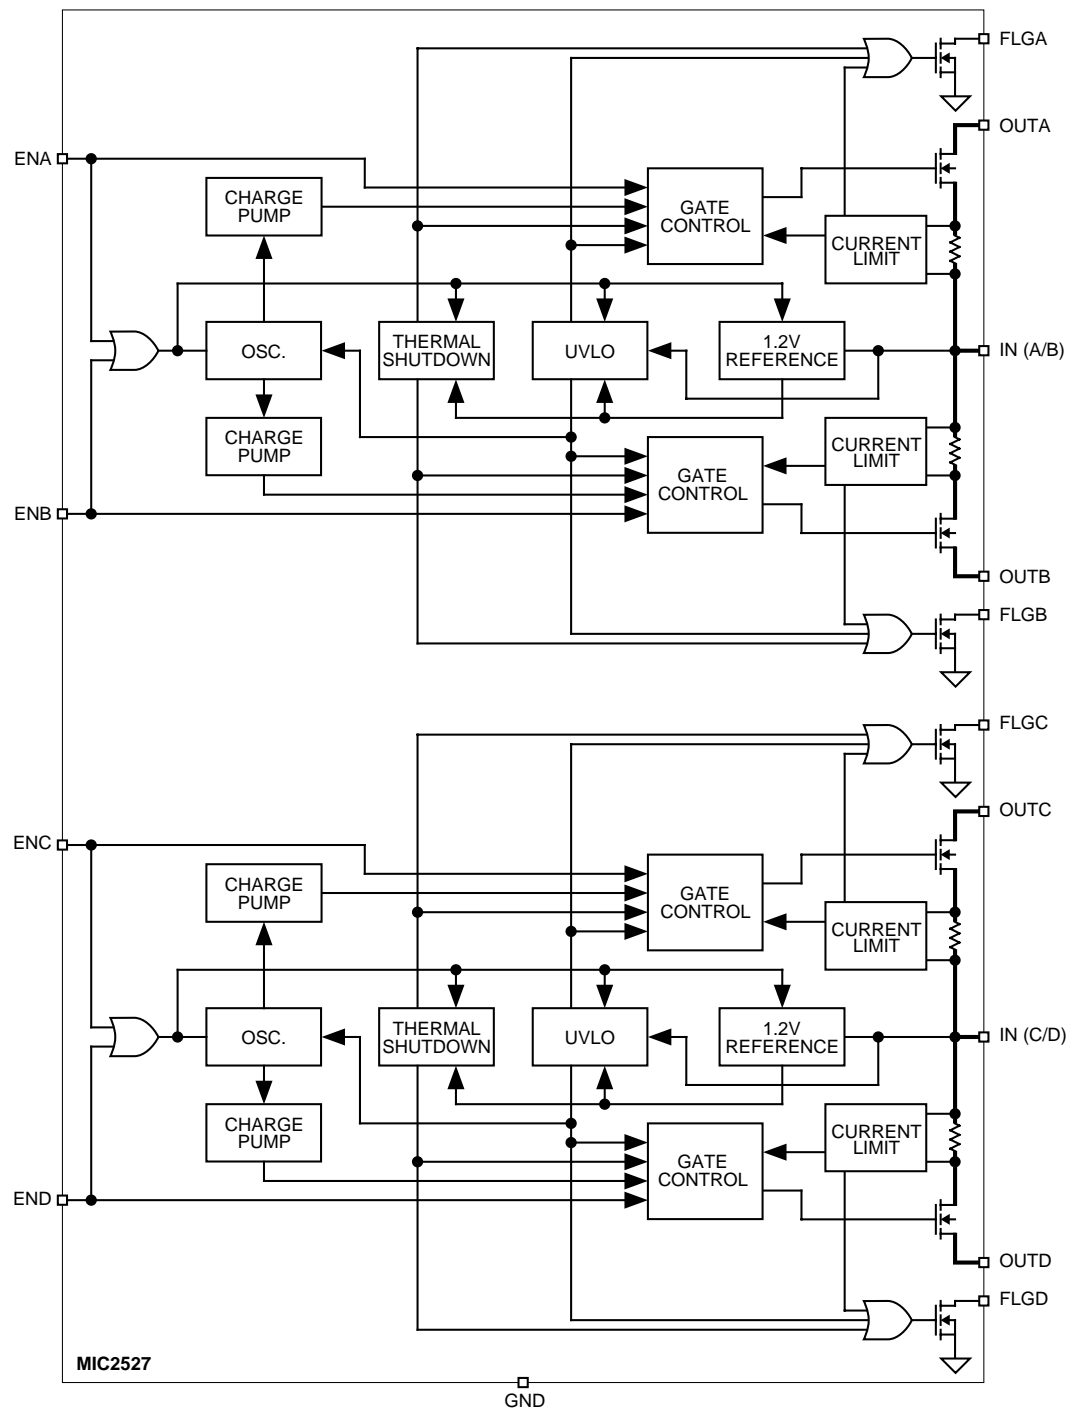 FLGA
OUTA
ENA
CHARGE
PUMP
GATE
CONTROL
CURRENT
LIMIT
OSC.
THERMAL
SHUTDOWN
UVLO
1.2V
REFERENCE
IN (A/B)
CHARGE
PUMP
GATE
CONTROL
CURRENT
LIMIT
ENB
OUTB
FLGB
FLGC
OUTC
ENC
CHARGE
PUMP
GATE
CONTROL
CURRENT
LIMIT
OSC.
THERMAL
SHUTDOWN
UVLO
1.2V
REFERENCE
IN (C/D)
CHARGE
PUMP
GATE
CONTROL
CURRENT
LIMIT
END
OUTD
FLGD
MIC2527
GND